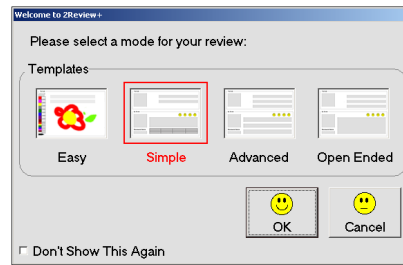 Welcome to 2Review+
Please select a mode for your review:
Templates
Easy Simple Advanced Open Ended
OK Cancel
Don't Show This Again